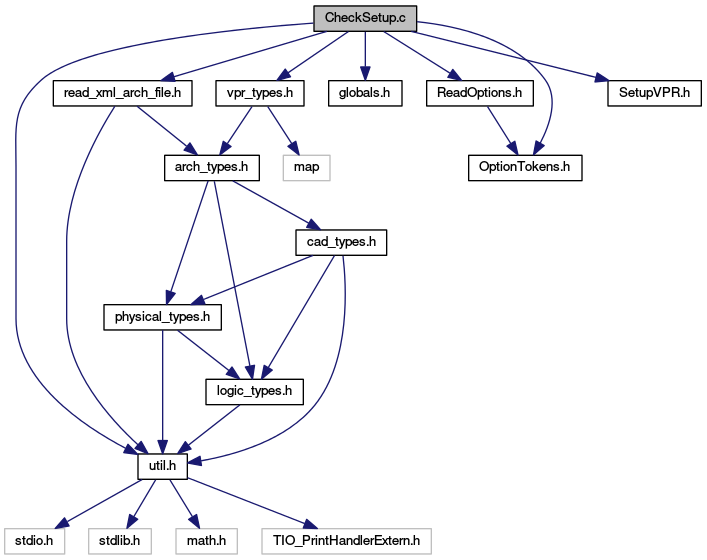 CheckSetup.c
read_xml_arch_file.h
vpr_types.h
globals.h
ReadOptions.h
SetupVPR.h
arch_types.h
map
OptionTokens.h
cad_types.h
physical_types.h
logic_types.h
util.h
stdio.h
stdlib.h
math.h
TIO_PrintHandlerExtern.h